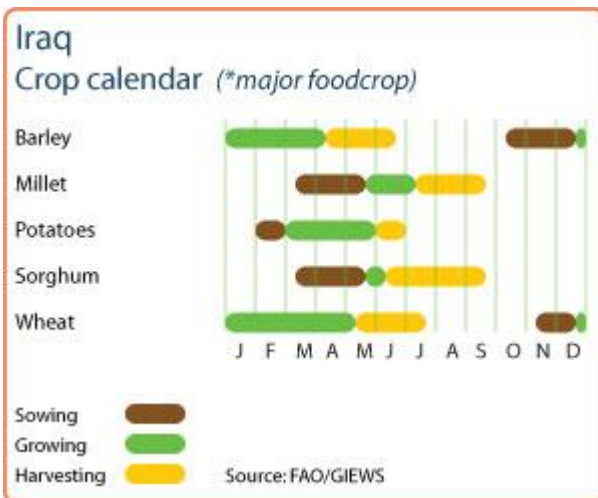 Iraq
Crop calendar (*major foodcrop)
Barley
Millet
Potatoes
Sorghum
Wheat
J F M A M J J A S O N D
Sowing
Growing
Harvesting Source: FAO/GIEWS